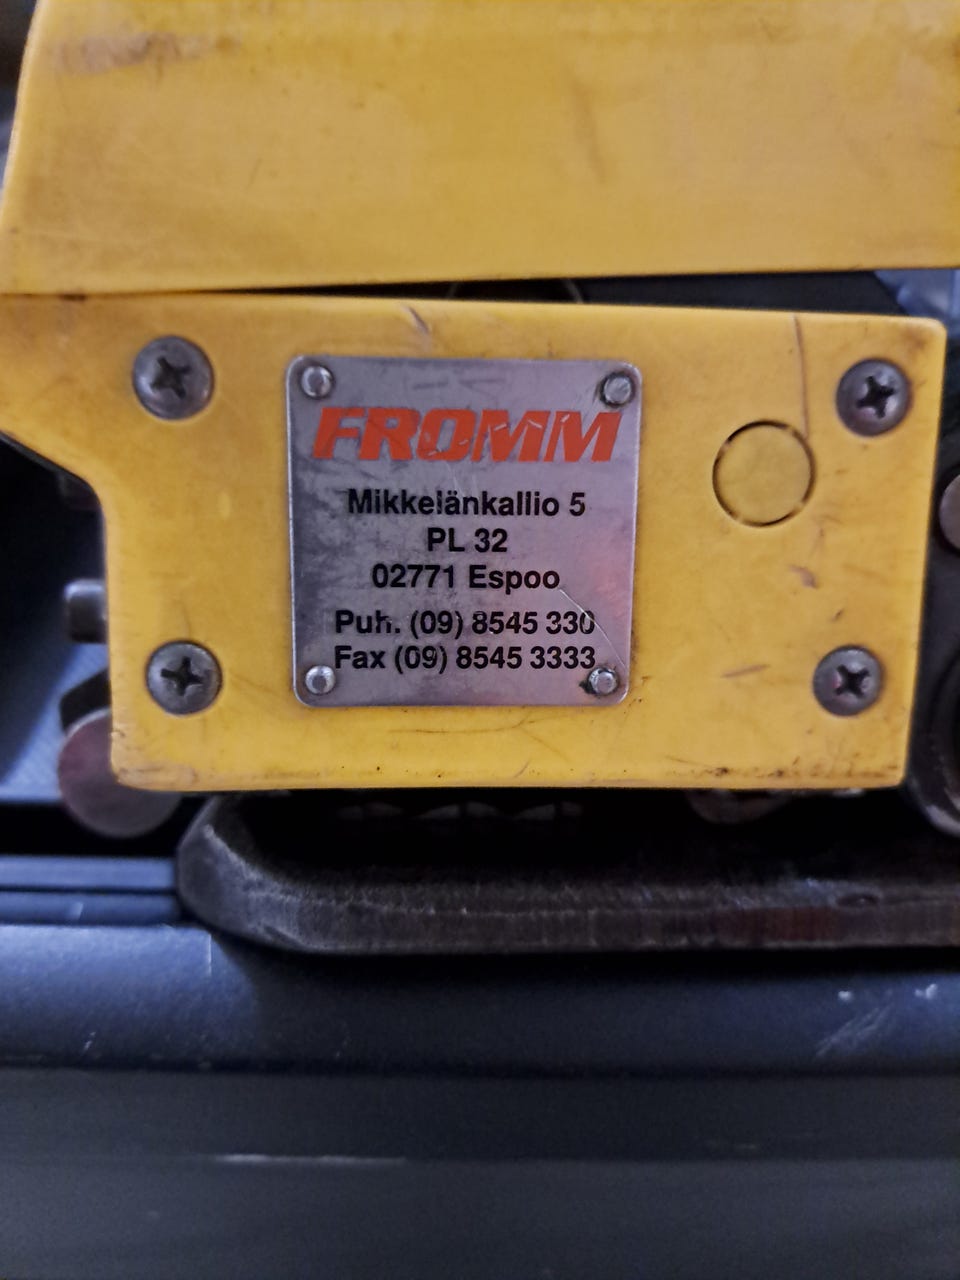 FROMM
Mikkelänkallio 5
PL 32
02771 Espoo
Puh. (09) 8545 330
Fax (09) 8545 3333